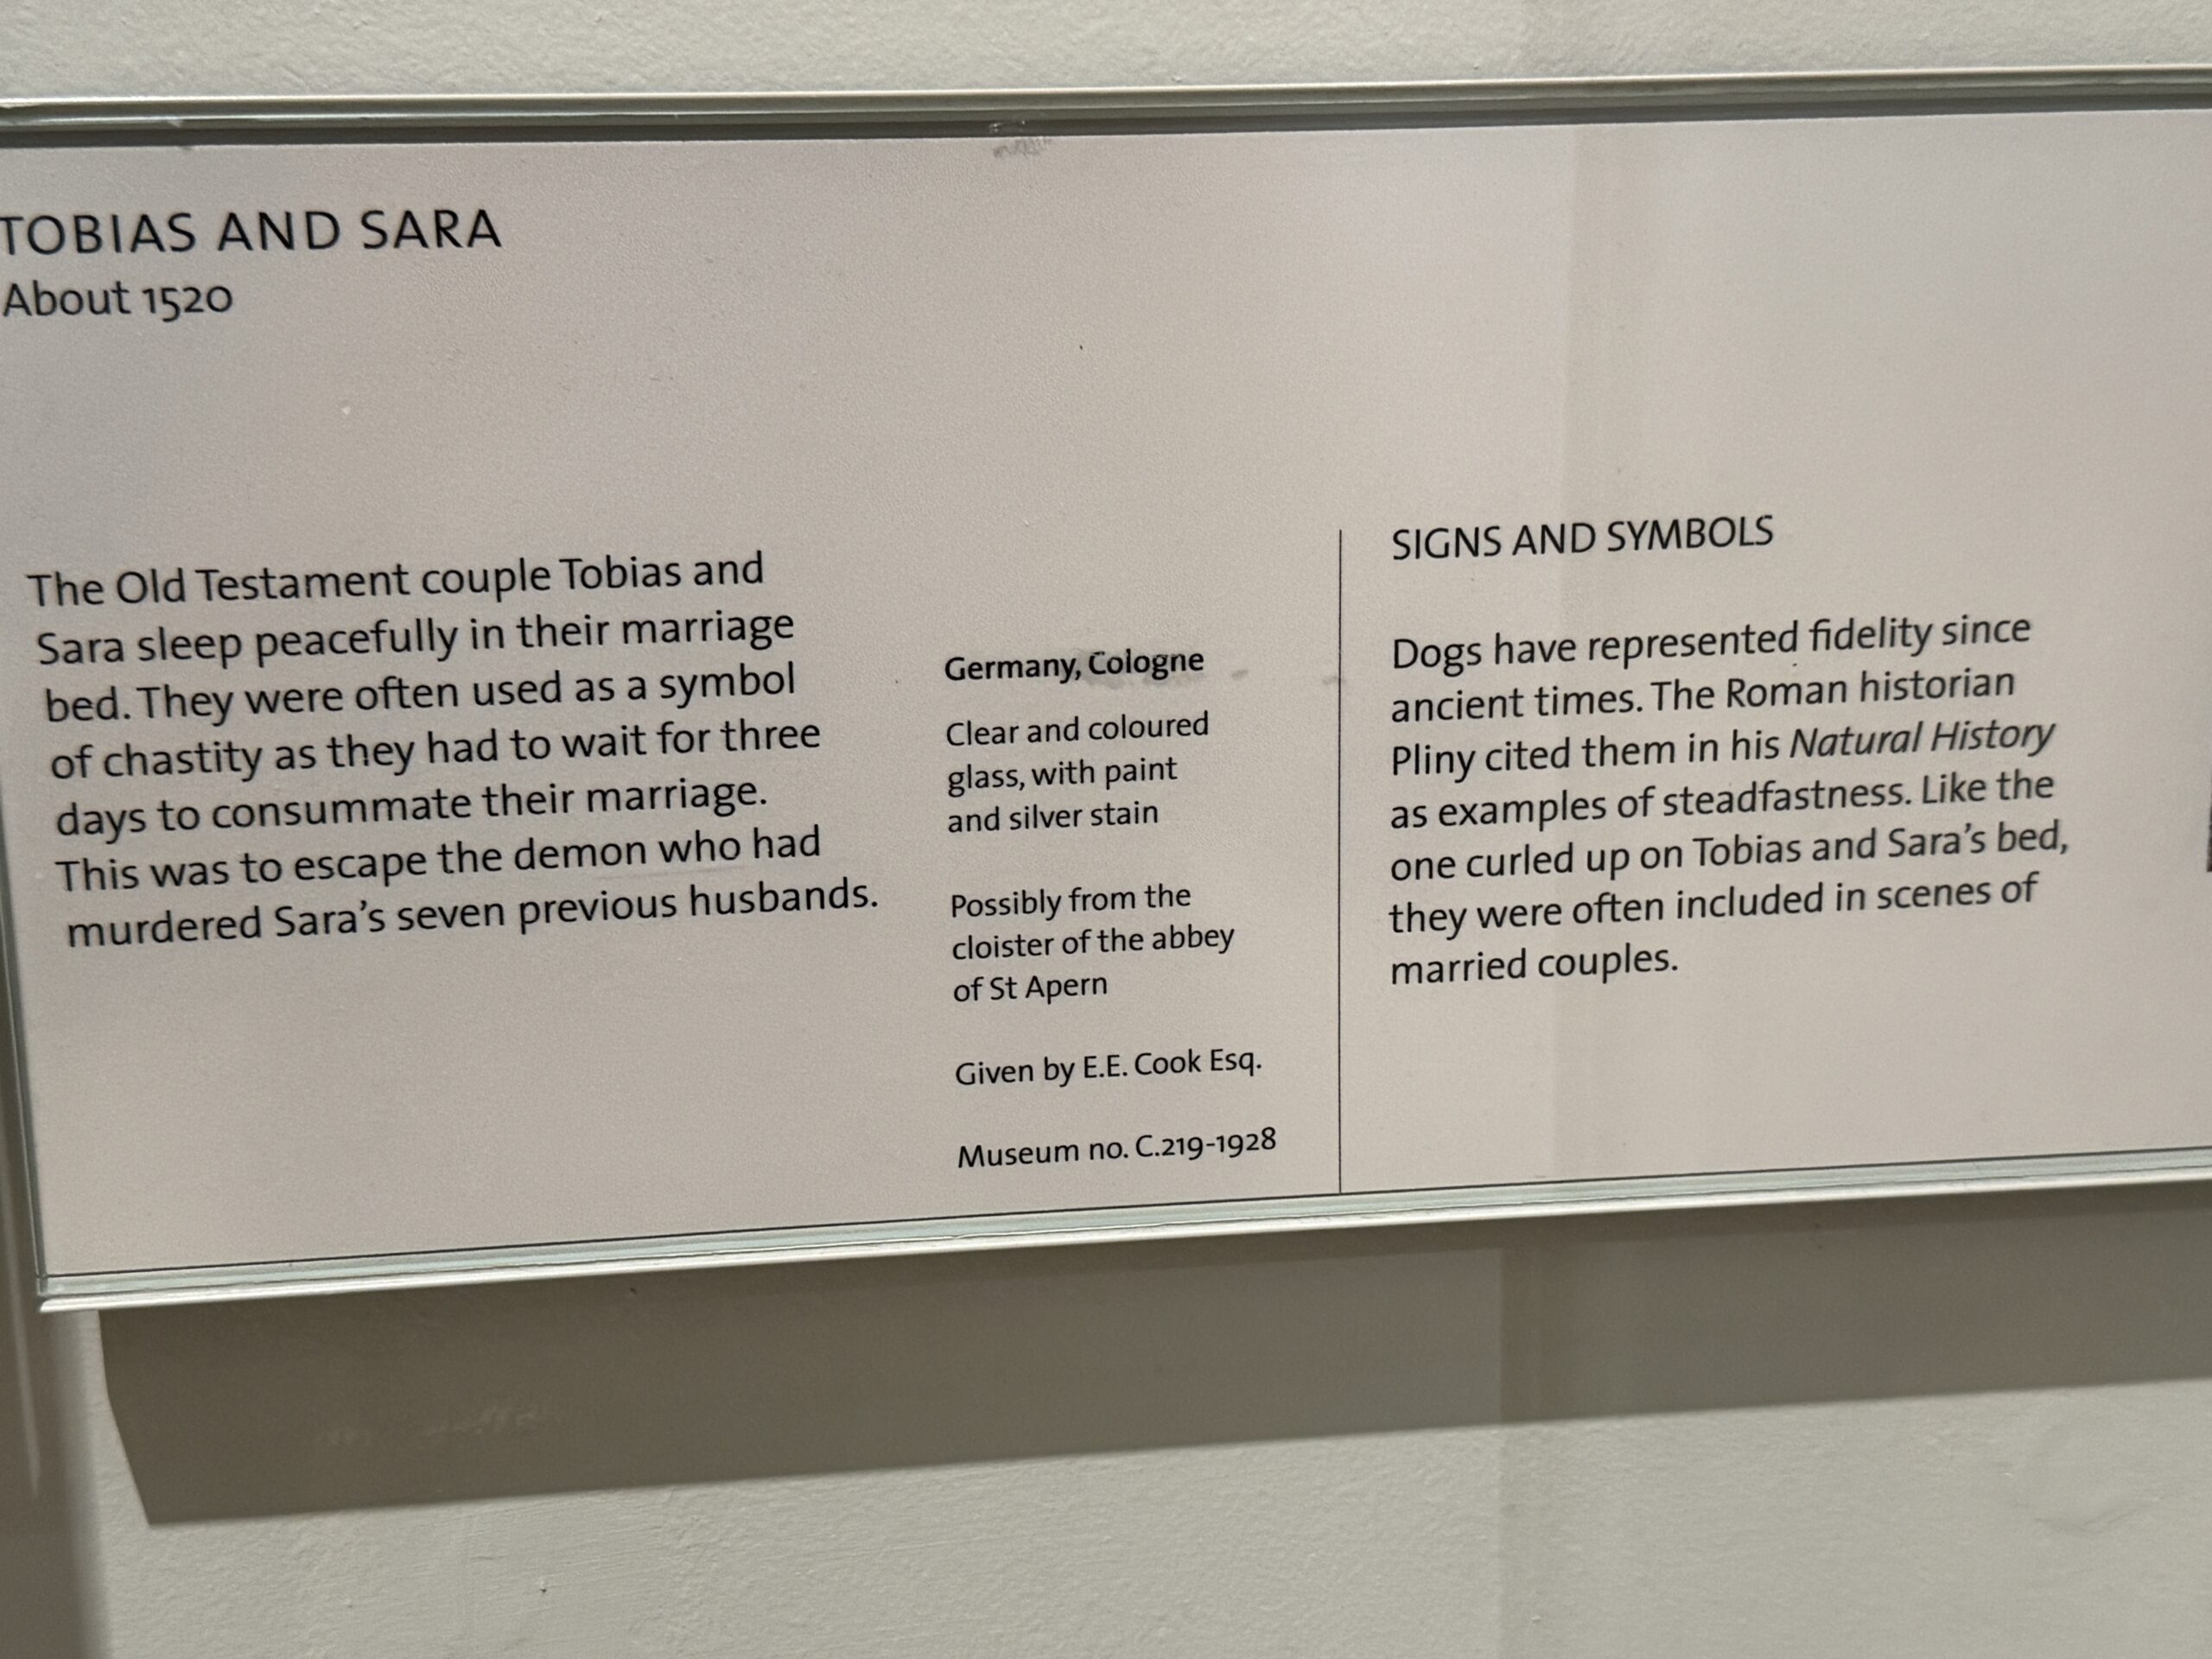 TOBIAS AND SARA
About 1520
The Old Testament couple Tobias and
Sara sleep peacefully in their marriage
bed. They were often used as a symbol
of chastity as they had to wait for three
days to consummate their marriage.
This was to escape the demon who had
murdered Sara's seven previous husbands.
Germany, Cologne
Clear and coloured
glass, with paint
and silver stain
Possibly from the
cloister of the abbey
of St Apern
Given by E.E. Cook Esq.
Museum no. C.219-1928
SIGNS AND SYMBOLS
Dogs have represented fidelity since
ancient times. The Roman historian
Pliny cited them in his Natural History
as examples of steadfastness. Like the
one curled up on Tobias and Sara's bed,
they were often included in scenes of
married couples.